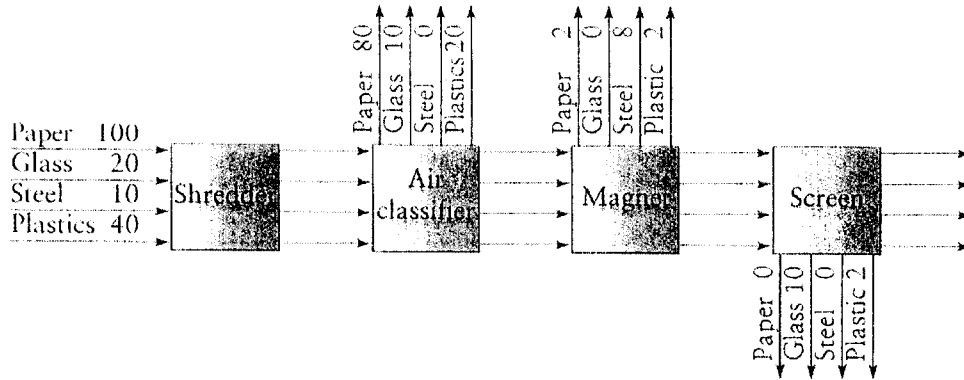 Paper 80
Glass 10
Steel 0
Plastics 20
Paper 2
Glass 0
Steel 8
Plastic 2
Paper 100
Glass 20
Steel 10
Plastics 40
Shredder
Air
classifier
Magnet
Screen
Paper 0
Glass 10
Steel 0
Plastic 2